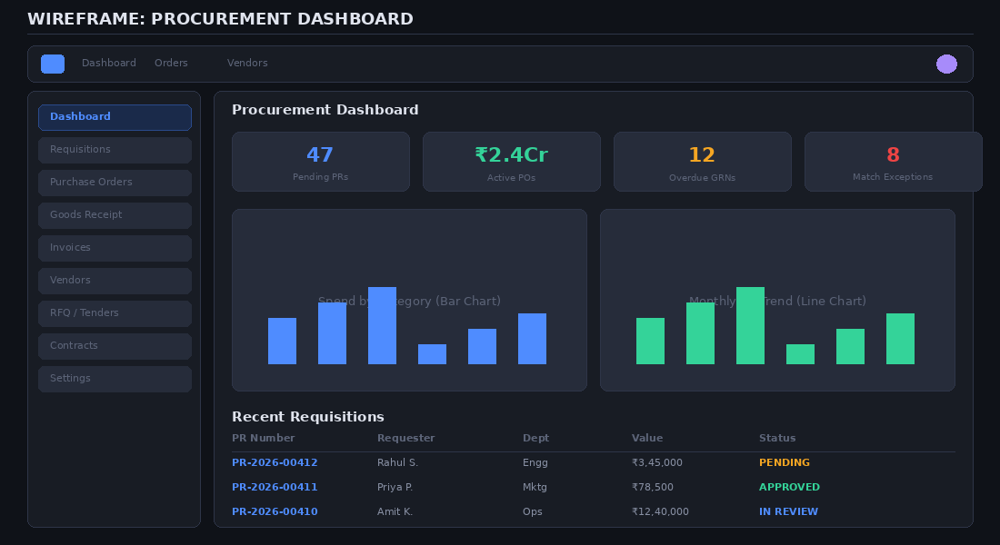 WIREFRAME: PROCUREMENT DASHBOARD
Dashboard Orders Vendors
Dashboard
Requisitions
Purchase Orders
Goods Receipt
Invoices
Vendors
RFQ / Tenders
Contracts
Settings
Procurement Dashboard
47
Pending PRs
₹2.4Cr
Active POs
12
Overdue GRNs
8
Match Exceptions
Spend by Category (Bar Chart)
Monthly Trend (Line Chart)
Recent Requisitions
PR Number Requester Dept Value Status
PR-2026-00412 Rahul S. Engg ₹3,45,000 PENDING
PR-2026-00411 Priya P. Mktg ₹78,500 APPROVED
PR-2026-00410 Amit K. Ops ₹12,40,000 IN REVIEW